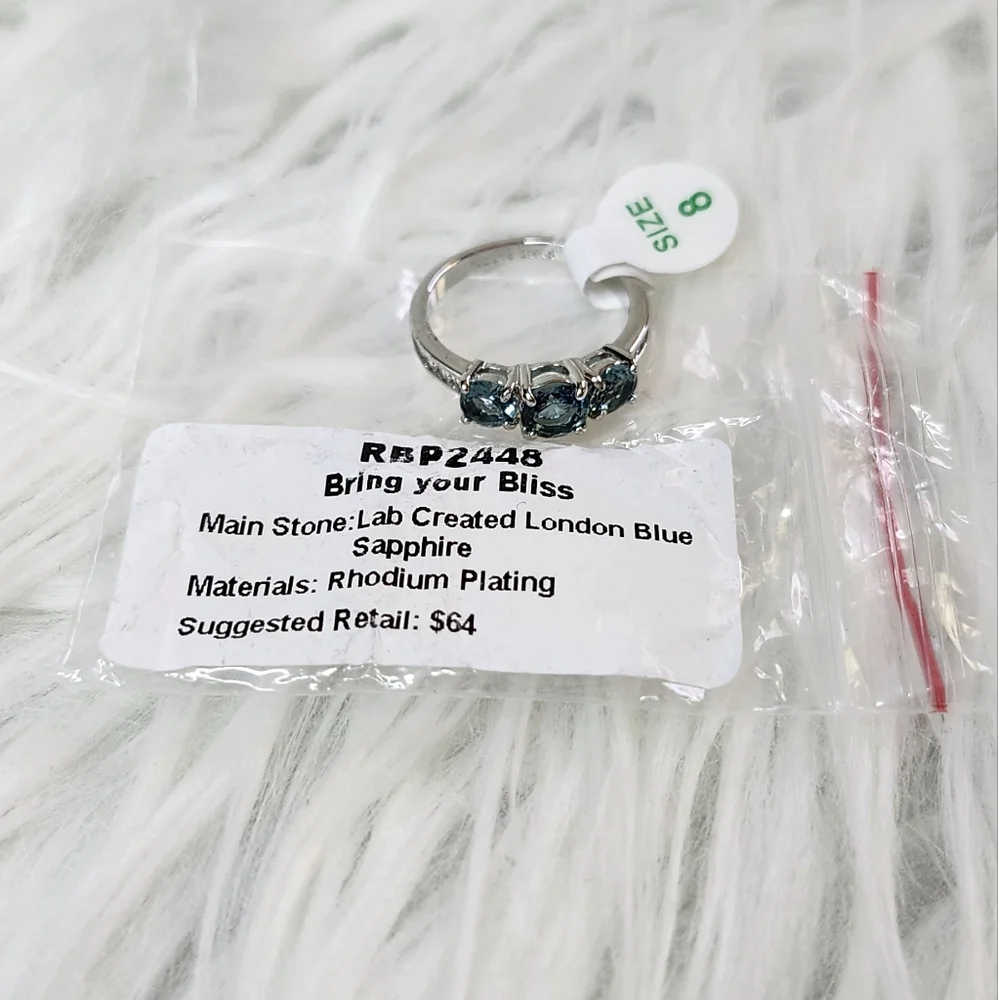 8
SIZE
RBP2448
Bring your Bliss
Main Stone:Lab Created London Blue
Sapphire
Materials: Rhodium Plating
Suggested Retail: $64